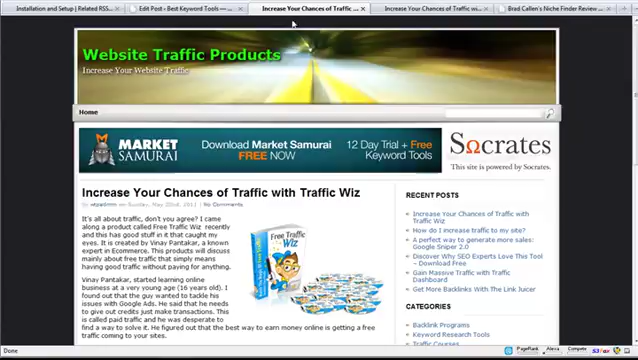 Installation and Setup | Related RSS...
Edit Post ‹ Best Keyword Tools — ...
Increase Your Chances of Traffic ...
Increase Your Chances of Traffic wi...
Brad Callen's Niche Finder Review ...
Website Traffic Products
Increase Your Website Traffic
Home
MARKET
SAMURAI
Download Market Samurai
FREE NOW
12 Day Trial + Free
Keyword Tools
Socrates
This site is powered by Socrates.
Increase Your Chances of Traffic with Traffic Wiz
on Sunday, May 22nd, 2011 | No Comments
It's all about traffic, don't you agree? I came
along a product called Free Traffic Wiz recently
and this has good stuff in it that caught my
eyes. It is created by Vinay Pantakar, a known
expert in Ecommerce. This products will discuss
mainly about free traffic that simply means
having good traffic without paying for anything.
Free Traffic
Wiz
Vinay Pantakar, started learning online
business at a very young age (16 years old). I
found out that the guy wanted to tackle his
issues with Google Ads. He said that he needs
to give out credits just make transactions. This
is called paid traffic and he was desperate to
find a way to solve it. He figured out that the best way to earn money online is getting a free
traffic coming to your sites.
RECENT POSTS
Increase Your Chances of Traffic with
Traffic Wiz
How do I increase traffic to my site?
A perfect way to generate more sales:
Google Sniper 2.0
Discover Why SEO Experts Love This Tool
– Download Free
Gain Massive Traffic with Traffic
Dashboard
Get More Backlinks With The Link Juicer
CATEGORIES
Backlink Programs
Keyword Research Tools
Traffic Courses
Done
PageRank
Alexa
Compete